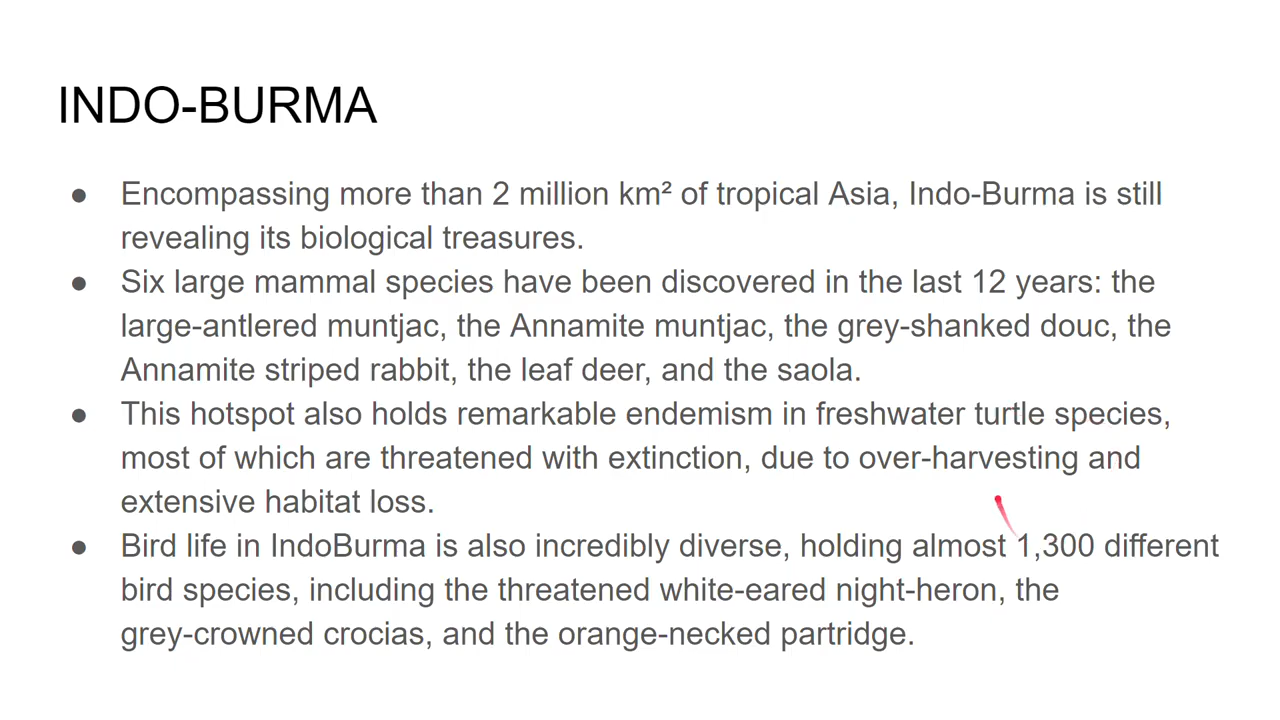 INDO-BURMA
● Encompassing more than 2 million km² of tropical Asia, Indo-Burma is still
revealing its biological treasures.
● Six large mammal species have been discovered in the last 12 years: the
large-antlered muntjac, the Annamite muntjac, the grey-shanked douc, the
Annamite striped rabbit, the leaf deer, and the saola.
● This hotspot also holds remarkable endemism in freshwater turtle species,
most of which are threatened with extinction, due to over-harvesting and
extensive habitat loss.
● Bird life in IndoBurma is also incredibly diverse, holding almost 1,300 different
bird species, including the threatened white-eared night-heron, the
grey-crowned crocias, and the orange-necked partridge.